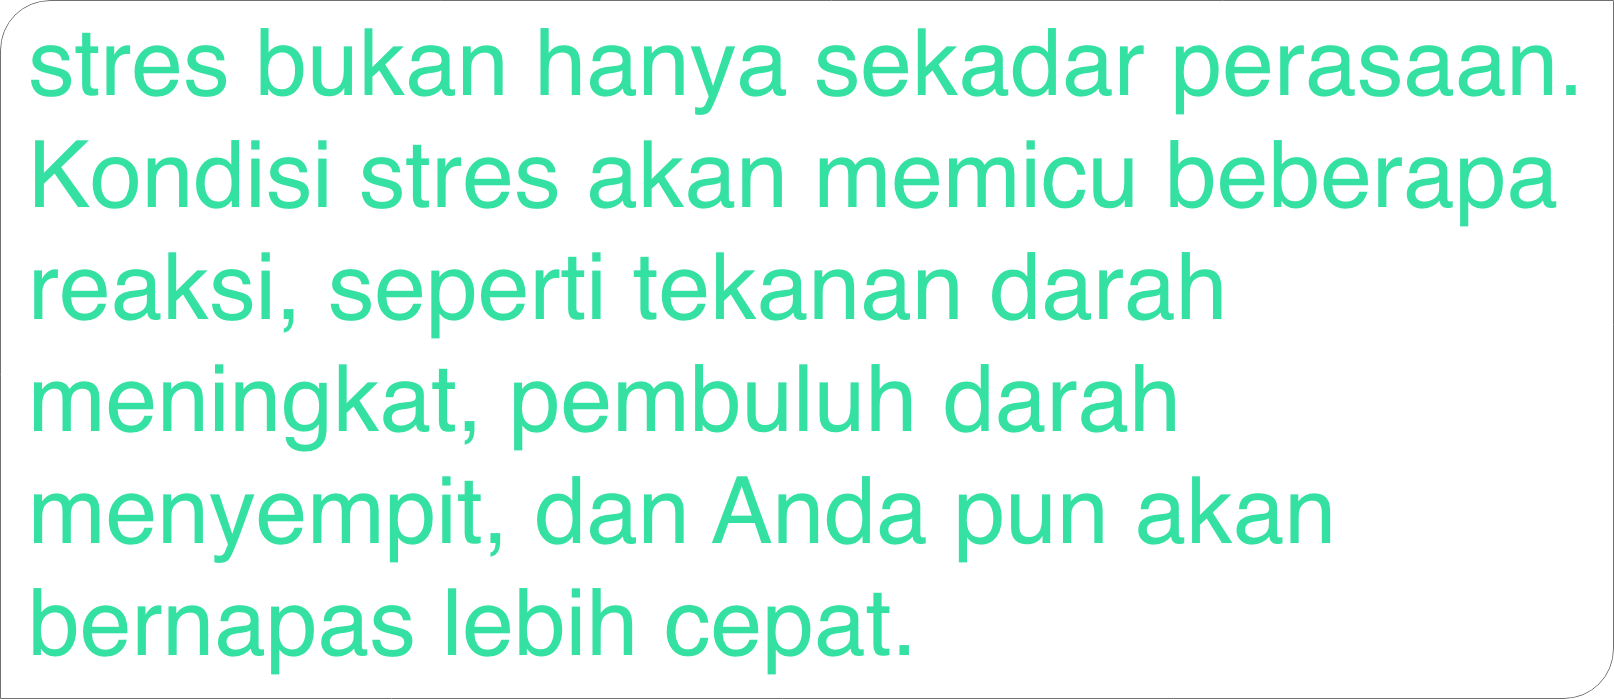 stres bukan hanya sekadar perasaan.
Kondisi stres akan memicu beberapa
reaksi, seperti tekanan darah
meningkat, pembuluh darah
menyempit, dan Anda pun akan
bernapas lebih cepat.